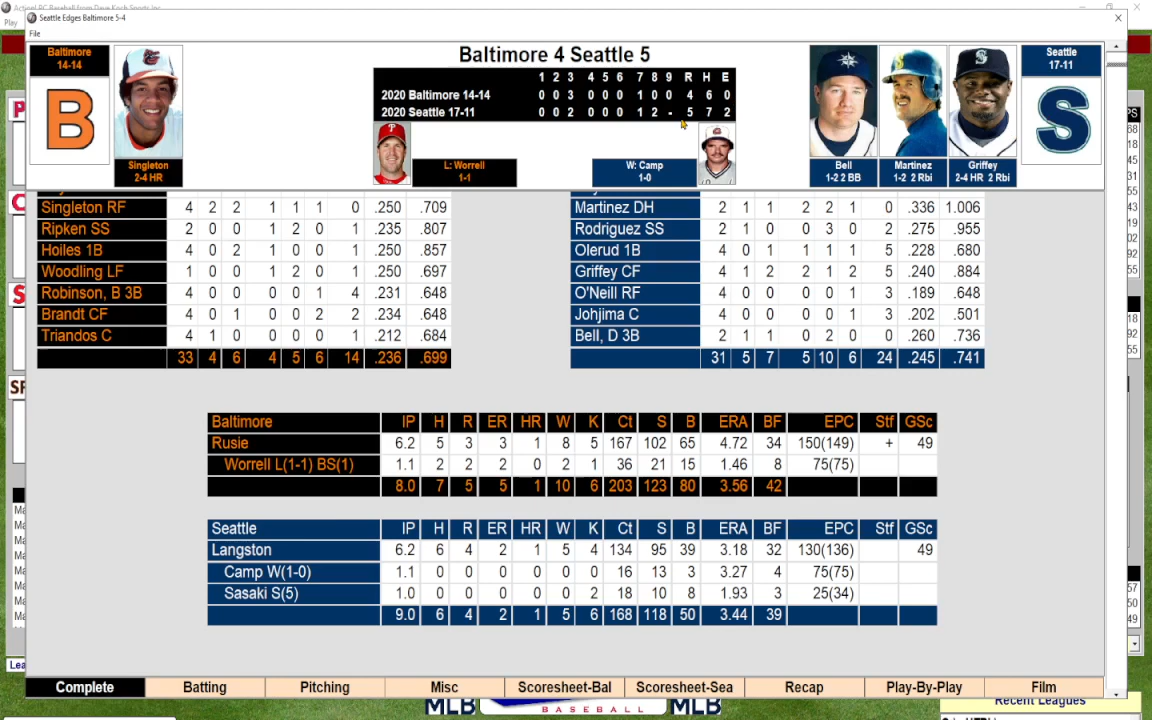 Action! PC Baseball from Dave Koch Sports Inc
Play
Seattle Edges Baltimore 5-4
File
Baltimore
14-14
B
Singleton
2-4 HR
Baltimore 4 Seattle 5
1 2 3 4 5 6 7 8 9 R H E
2020 Baltimore 14-14 0 0 3 0 0 0 1 0 0 4 6 0
2020 Seattle 17-11 0 0 2 0 0 0 1 2 - 5 7 2
L: Worrell
1-1
W: Camp
1-0
Bell
1-2 2 BB
Martinez
1-2 2 Rbi
Griffey
2-4 HR 2 Rbi
Seattle
17-11
S
Singleton RF 4 2 2 1 1 1 0 .250 .709
Ripken SS 2 0 0 1 2 0 1 .235 .807
Hoiles 1B 4 0 2 1 0 0 1 .250 .857
Woodling LF 1 0 0 1 2 0 1 .250 .697
Robinson, B 3B 4 0 0 0 0 1 4 .231 .648
Brandt CF 4 0 1 0 0 2 2 .234 .648
Triandos C 4 1 0 0 0 0 1 .212 .684
33 4 6 4 5 6 14 .236 .699
Martinez DH 2 1 1 2 2 1 0 .336 1.006
Rodriguez SS 2 1 0 0 3 0 2 .275 .955
Olerud 1B 4 0 1 1 1 1 5 .228 .680
Griffey CF 4 1 2 2 1 2 5 .240 .884
O'Neill RF 4 0 0 0 0 1 3 .189 .648
Johjima C 4 0 0 0 0 1 3 .202 .501
Bell, D 3B 2 1 1 0 2 0 0 .260 .736
31 5 7 5 10 6 24 .245 .741
Baltimore IP H R ER HR W K Ct S B ERA BF EPC Stf GSc
Rusie 6.2 5 3 3 1 8 5 167 102 65 4.72 34 150(149) + 49
Worrell L(1-1) BS(1) 1.1 2 2 2 0 2 1 36 21 15 1.46 8 75(75)
8.0 7 5 5 1 10 6 203 123 80 3.56 42
Seattle IP H R ER HR W K Ct S B ERA BF EPC Stf GSc
Langston 6.2 6 4 2 1 5 4 134 95 39 3.18 32 130(136) 49
Camp W(1-0) 1.1 0 0 0 0 0 0 16 13 3 3.27 4 75(75)
Sasaki S(5) 1.0 0 0 0 0 0 2 18 10 8 1.93 3 25(34)
9.0 6 4 2 1 5 6 168 118 50 3.44 39
Complete Batting Pitching Misc Scoresheet-Bal Scoresheet-Sea Recap Play-By-Play Film
MLB BASEBALL MLB
Recent Leagues